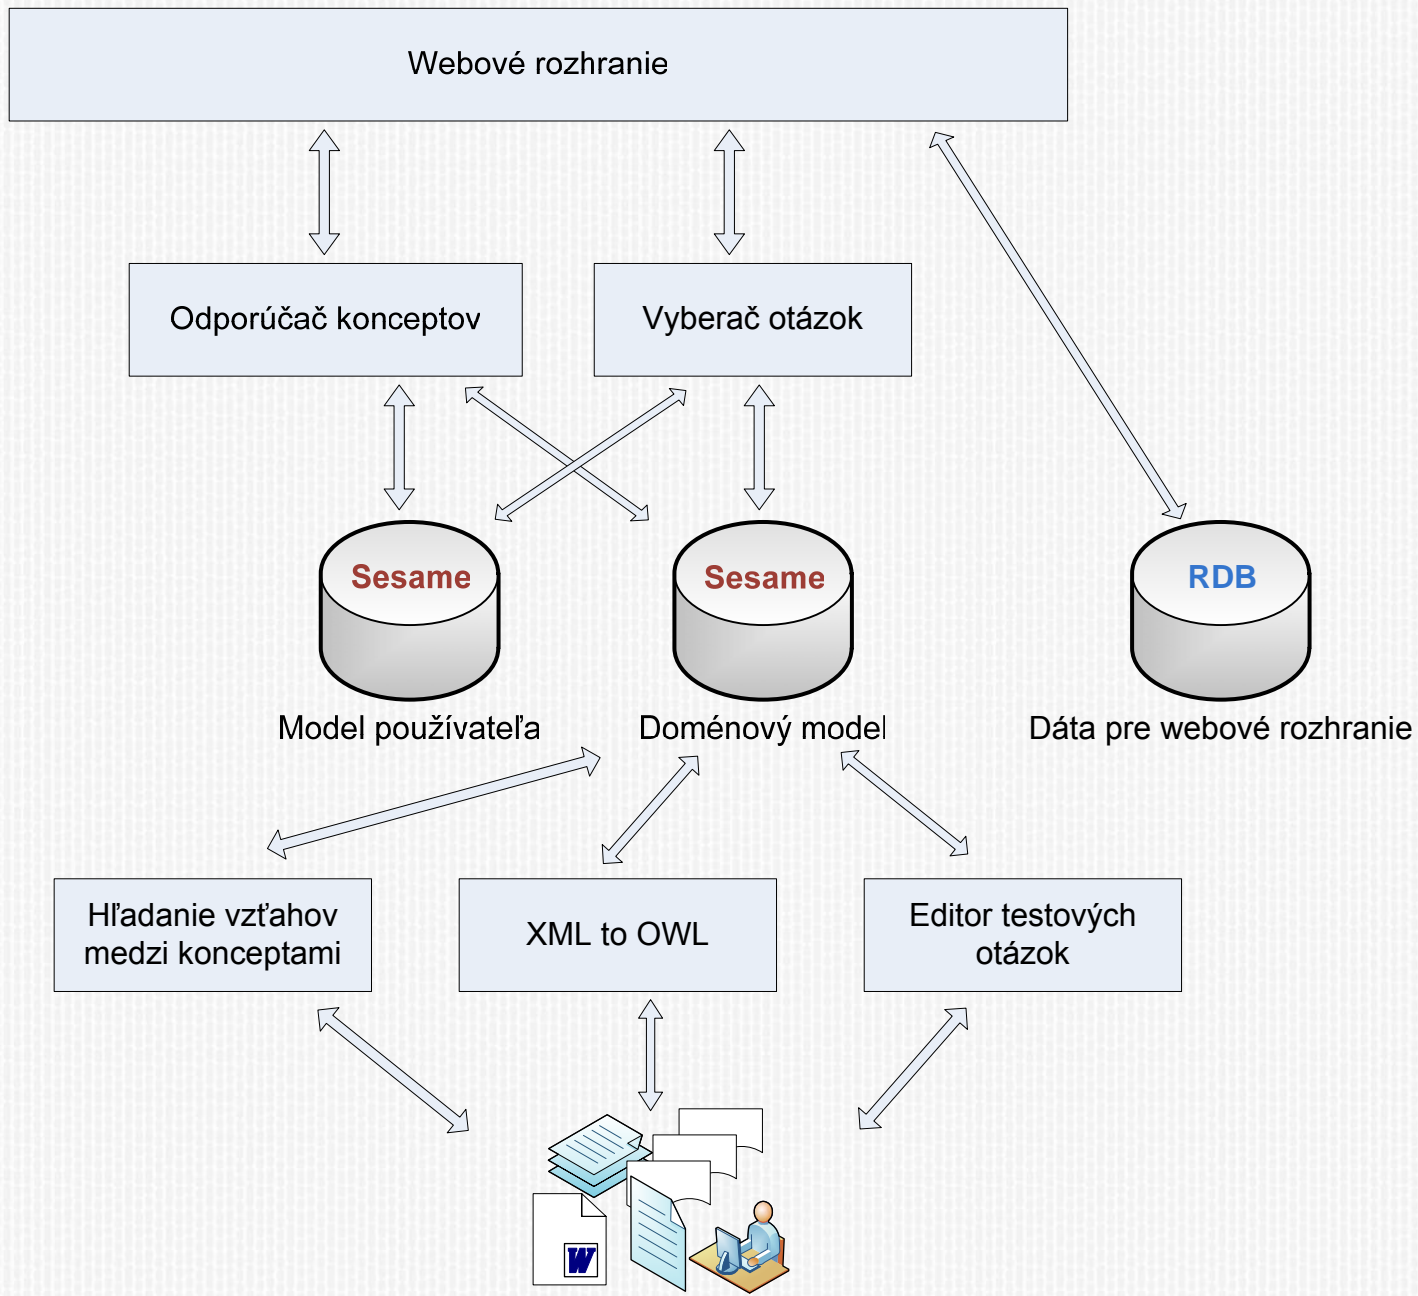 Webové rozhranie
Odporúčač konceptov
Vyberač otázok
Sesame
Sesame
RDB
Model používateľa
Doménový model
Dáta pre webové rozhranie
Hľadanie vzťahov
medzi konceptami
XML to OWL
Editor testových
otázok
W